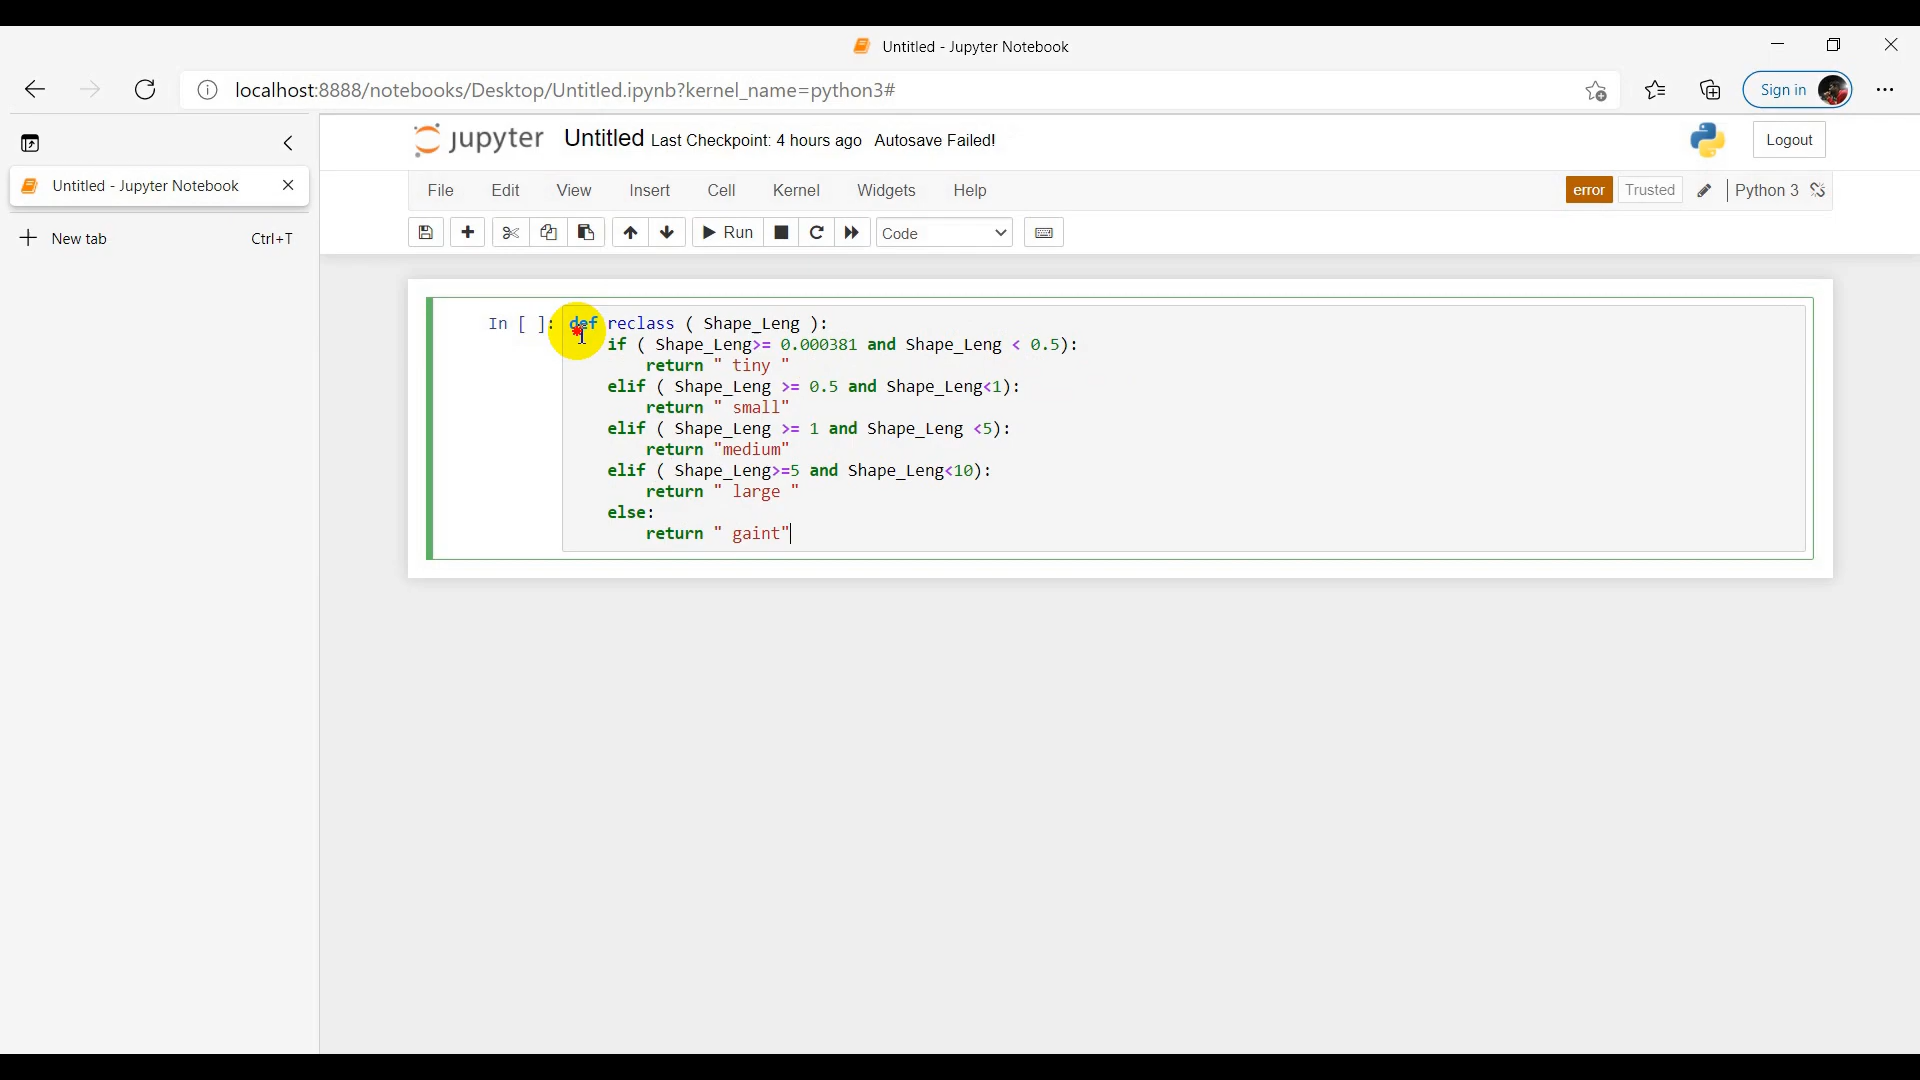 Untitled - Jupyter Notebook
localhost:8888/notebooks/Desktop/Untitled.ipynb?kernel_name=python3#
Sign in
Untitled - Jupyter Notebook
New tab Ctrl+T
jupyter Untitled Last Checkpoint: 4 hours ago Autosave Failed!
Logout
File Edit View Insert Cell Kernel Widgets Help
error Trusted Python 3
Run Code
In [ ]: def reclass ( Shape_Leng ):
if ( Shape_Leng>= 0.000381 and Shape_Leng < 0.5):
return " tiny "
elif ( Shape_Leng >= 0.5 and Shape_Leng<1):
return " small"
elif ( Shape_Leng >= 1 and Shape_Leng <5):
return "medium"
elif ( Shape_Leng>=5 and Shape_Leng<10):
return " large "
else:
return " gaint"